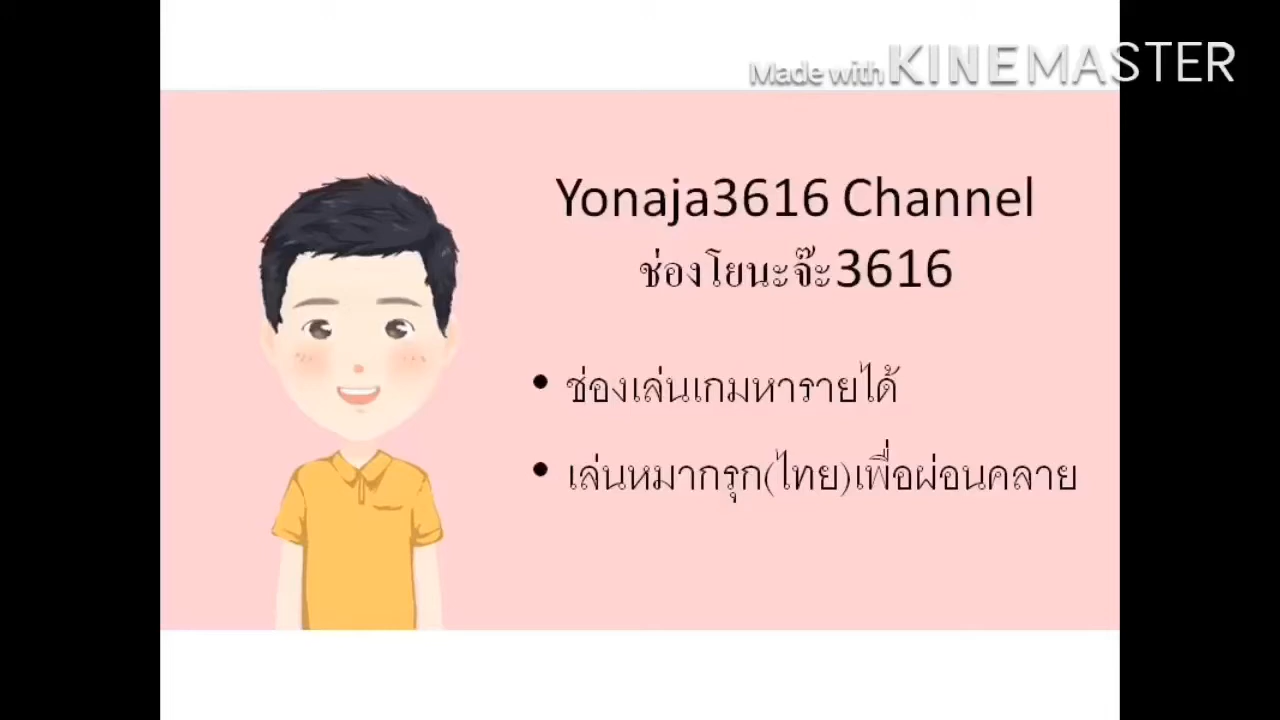 Made with KINEMASTER
Yonaja3616 Channel
ช่องโยนะจ๊ะ3616
• ช่องเล่นเกมหารายได้
• เล่นหมากรุก(ไทย)เพื่อผ่อนคลาย